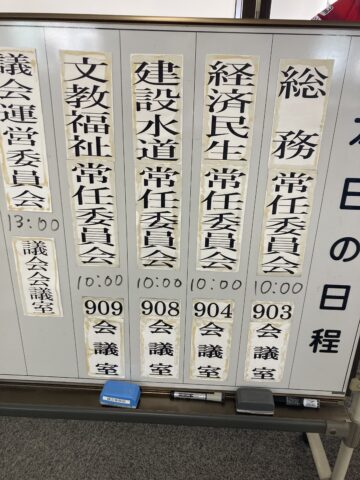 本日の日程
総務常任委員会
10:00
903会議室
経済民生常任委員会
10:00
904会議室
建設水道常任委員会
10:00
908会議室
文教福祉常任委員会
10:00
909会議室
議会運営委員会
13:00
議会会議室